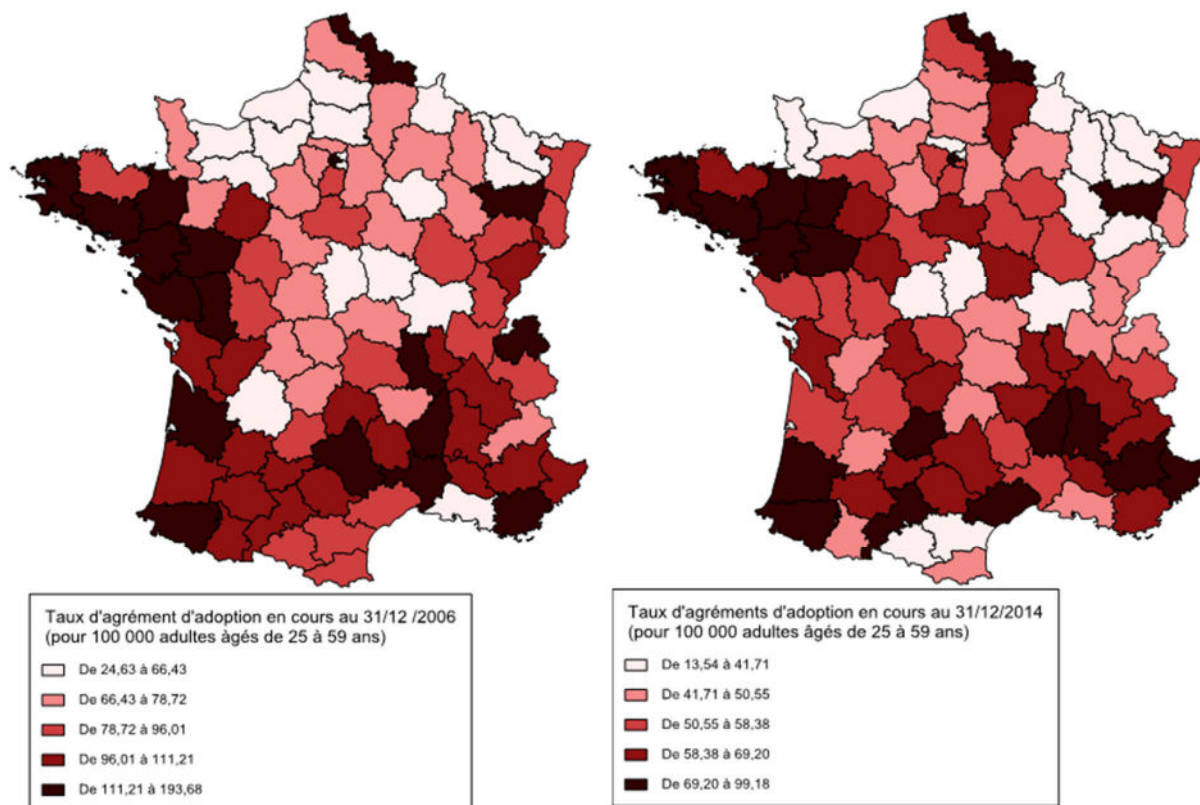 Taux d'agrément d'adoption en cours au 31/12 /2006
(pour 100 000 adultes àgés de 25 à 59 ans)
De 24,63 à 66,43
De 66,43 à 78,72
De 78,72 à 96,01
De 96,01 à 111,21
De 111,21 à 193,68
Taux d'agréments d'adoption en cours au 31/12/2014
(pour 100 000 adultes âgés de 25 à 59 ans)
De 13,54 à 41,71
De 41,71 à 50,55
De 50,55 à 58,38
De 58,38 à 69,20
De 69,20 à 99,18